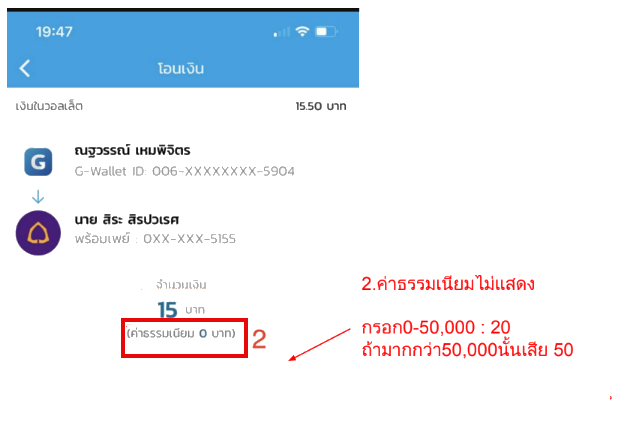 19:47
โอนเงิน
เงินในวอลเล็ต 15.50 บาท
G
ณฐวรรณ์ เหมพิจิตร
G-Wallet ID: 006-XXXXXXXX-5904
นาย สิระ สิรปวเรศ
พร้อมเพย์ : 0XX-XXX-5155
จำนวนเงิน
15 บาท
(ค่าธรรมเนียม 0 บาท) 2
2.ค่าธรรมเนียมไม่แสดง
กรอก0-50,000 : 20
ถ้ามากกว่า50,000นั้นเสีย 50